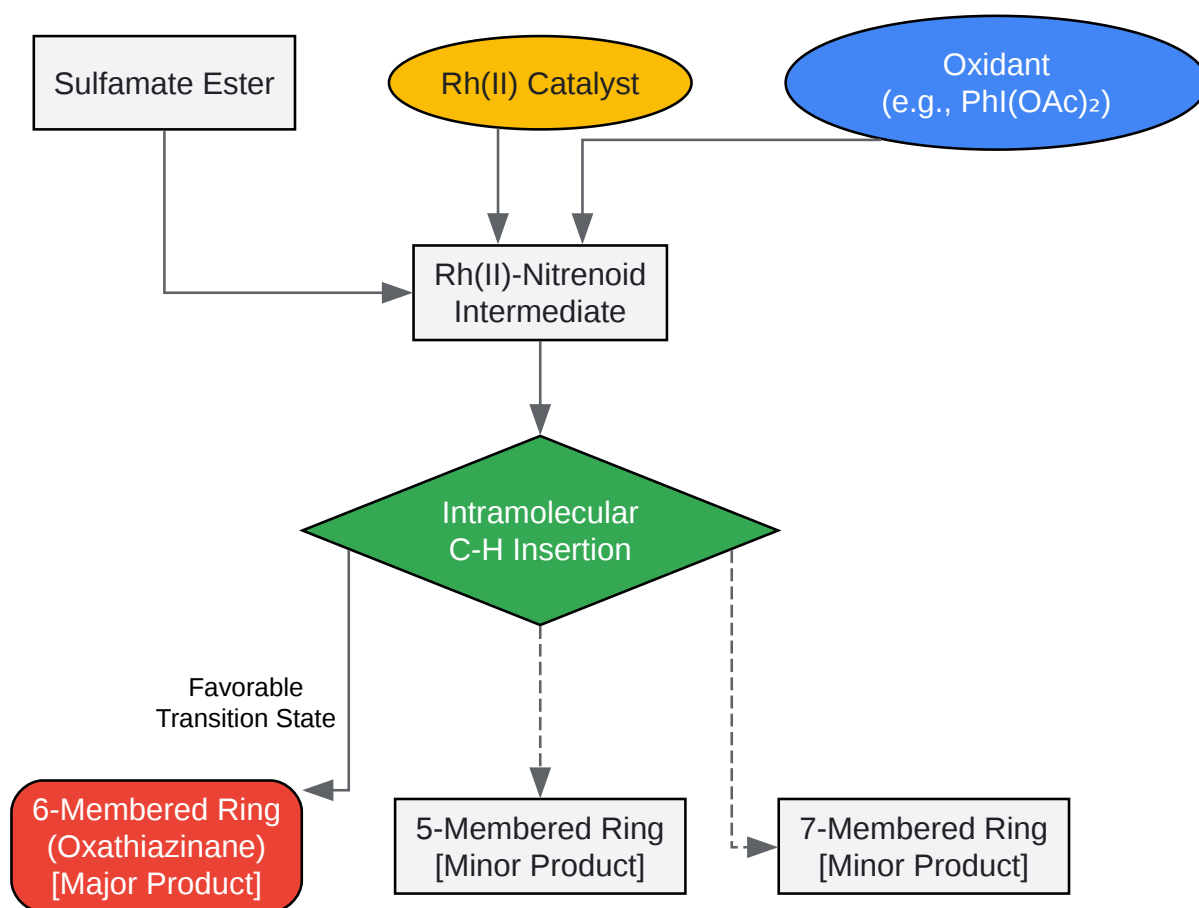 Sulfamate Ester
Rh(II) Catalyst
Oxidant
(e.g., PhI(OAc)₂)
Rh(II)-Nitrenoid
Intermediate
Intramolecular
C-H Insertion
Favorable
Transition State
6-Membered Ring
(Oxathiazinane)
[Major Product]
5-Membered Ring
[Minor Product]
7-Membered Ring
[Minor Product]